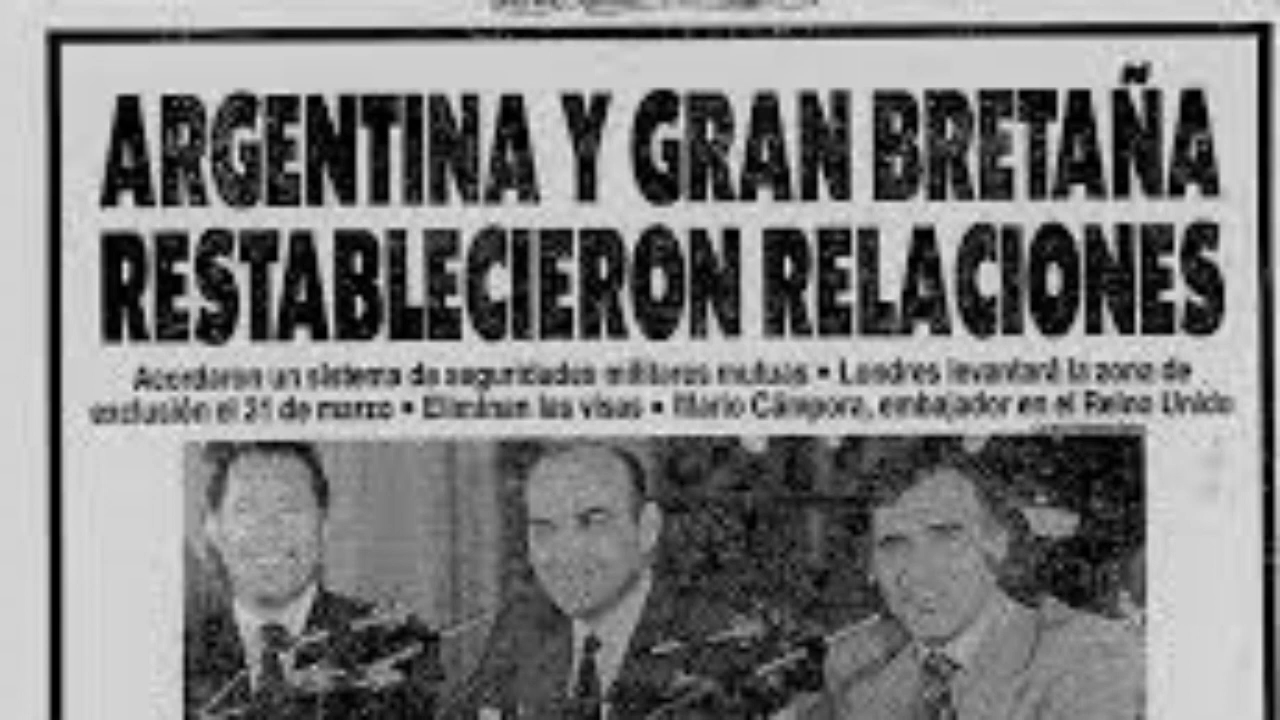 ARGENTINA Y GRAN BRETAÑA
RESTABLECIERON RELACIONES
Acordaron un sistema de seguridades militares mutuas • Londres levantará la zona de
exclusión el 31 de marzo • Eliminan las visas • Mario Cámpora, embajador en el Reino Unido